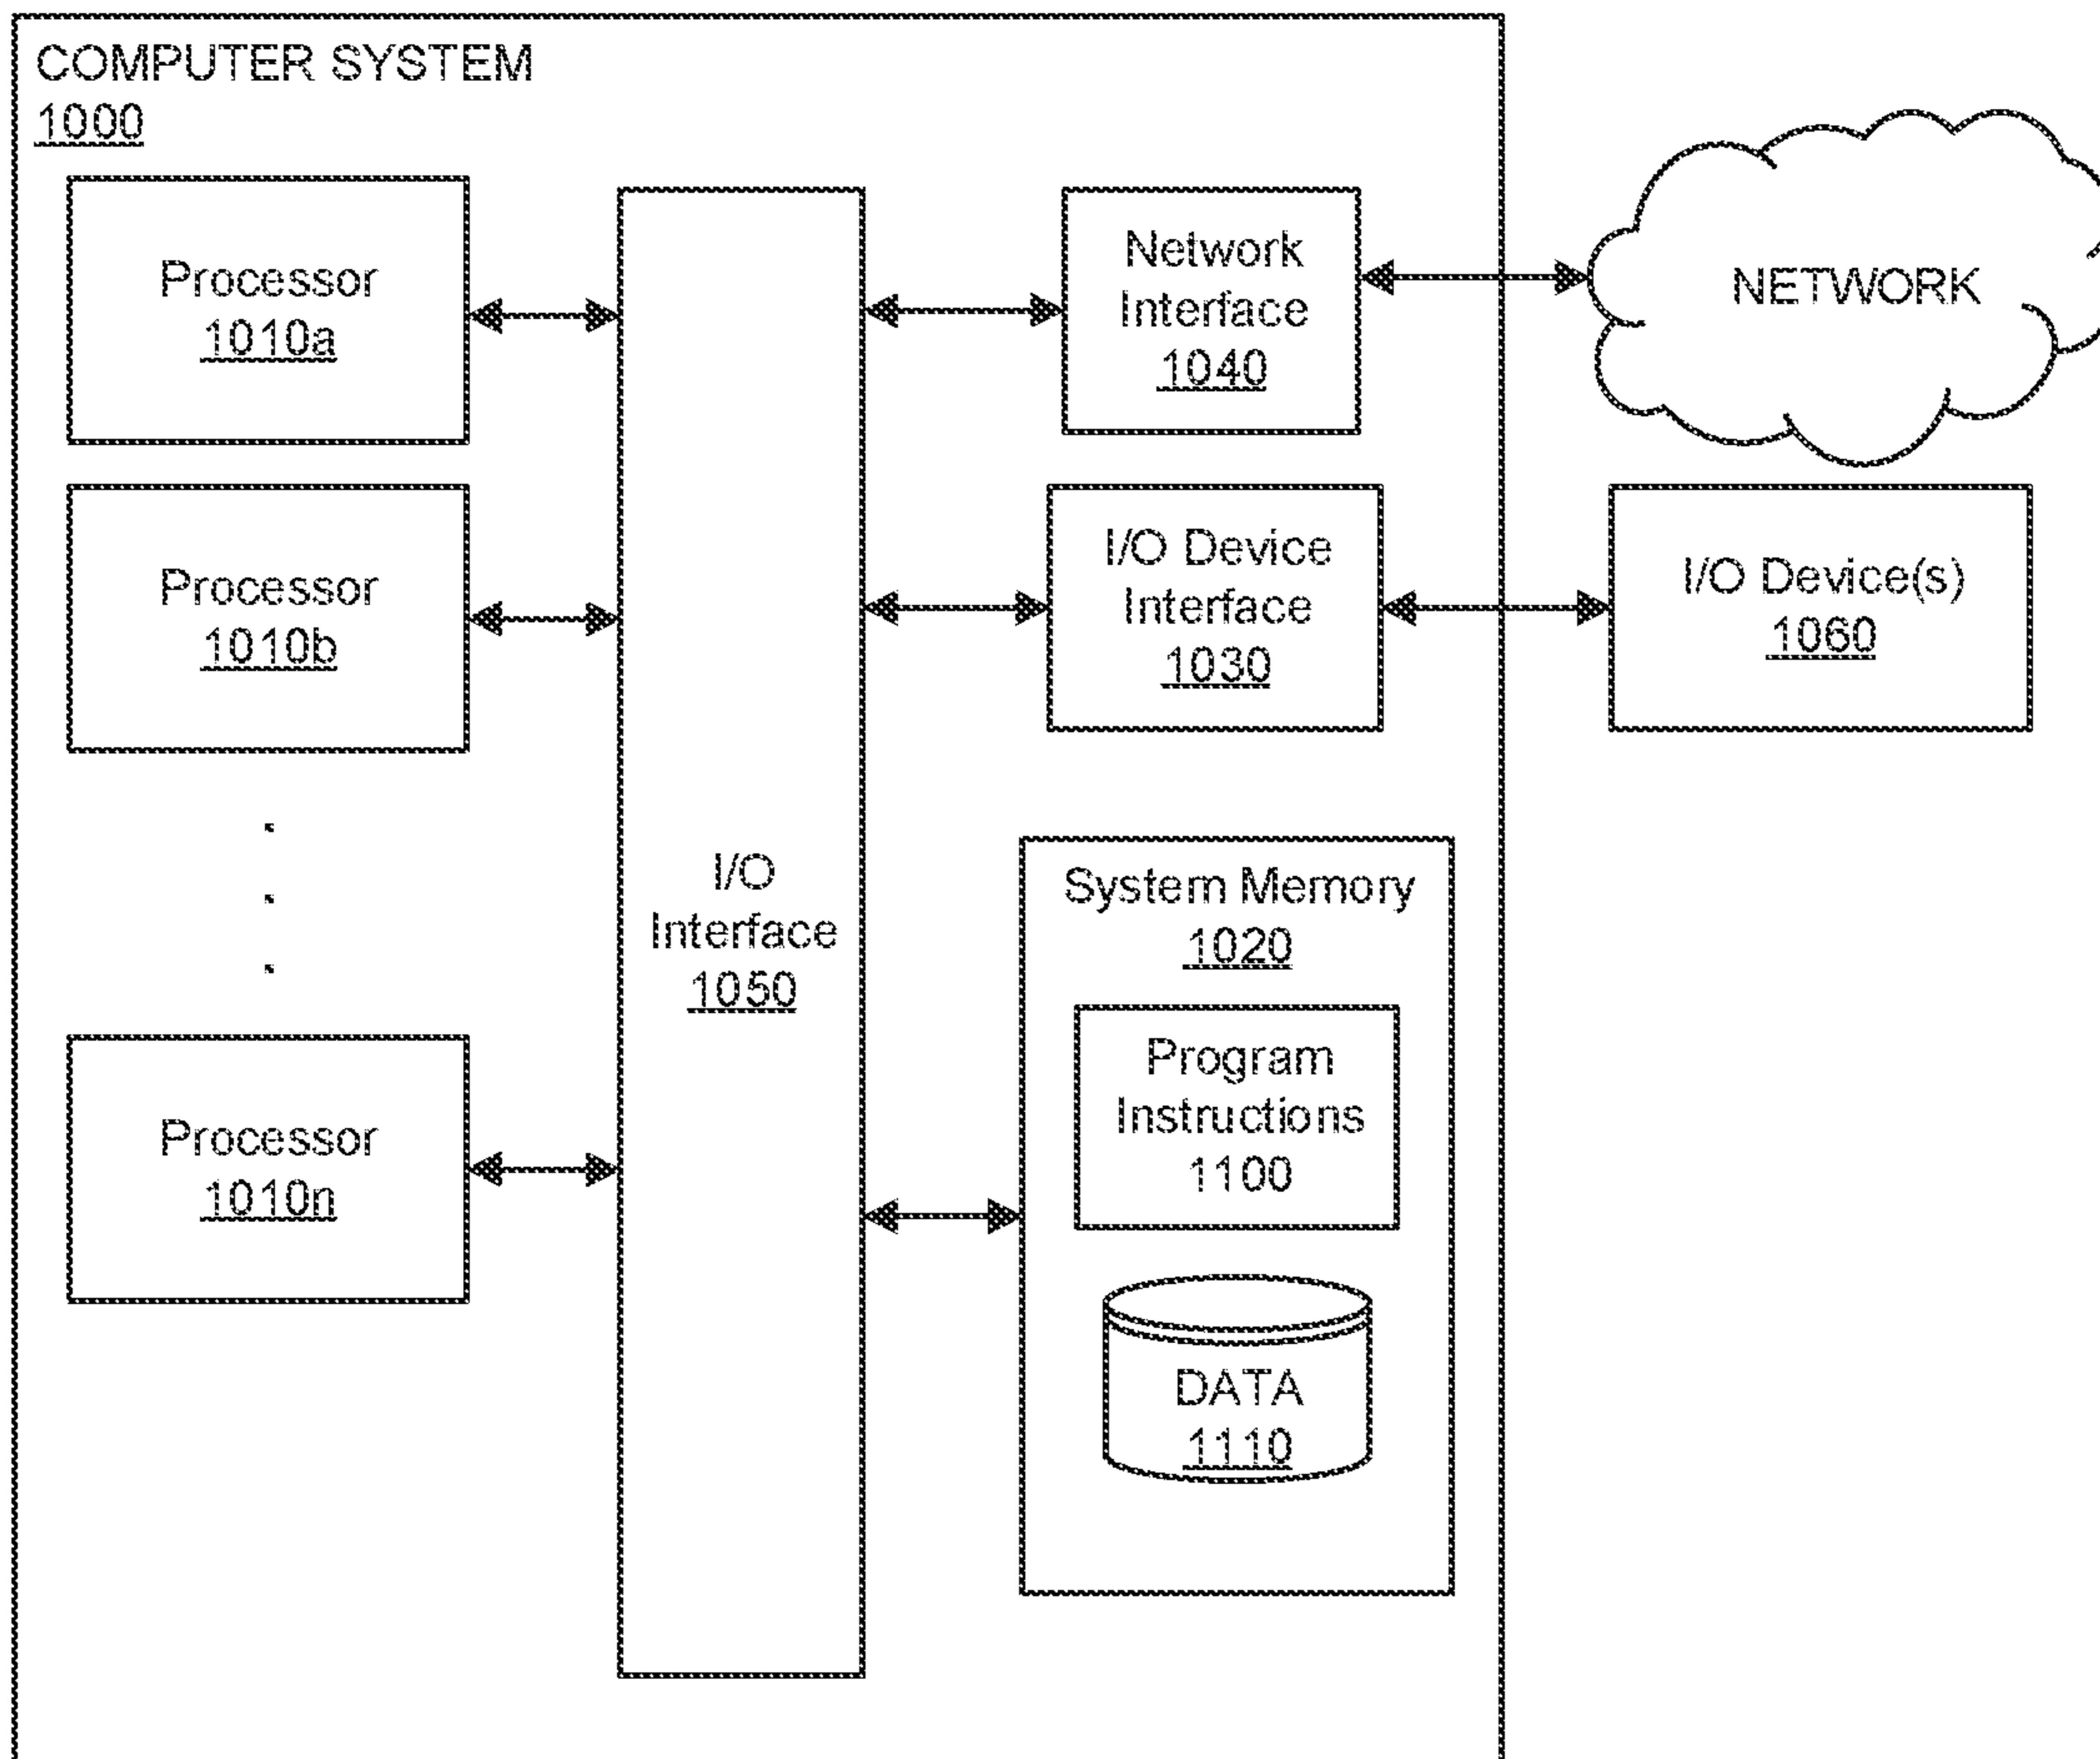 COMPUTER SYSTEM
1000
Processor
1010a
Processor
1010b
Processor
1010n
I/O
Interface
1050
Network
Interface
1040
I/O Device
Interface
1030
System Memory
1020
Program
Instructions
1100
DATA
1110
NETWORK
I/O Device(s)
1060